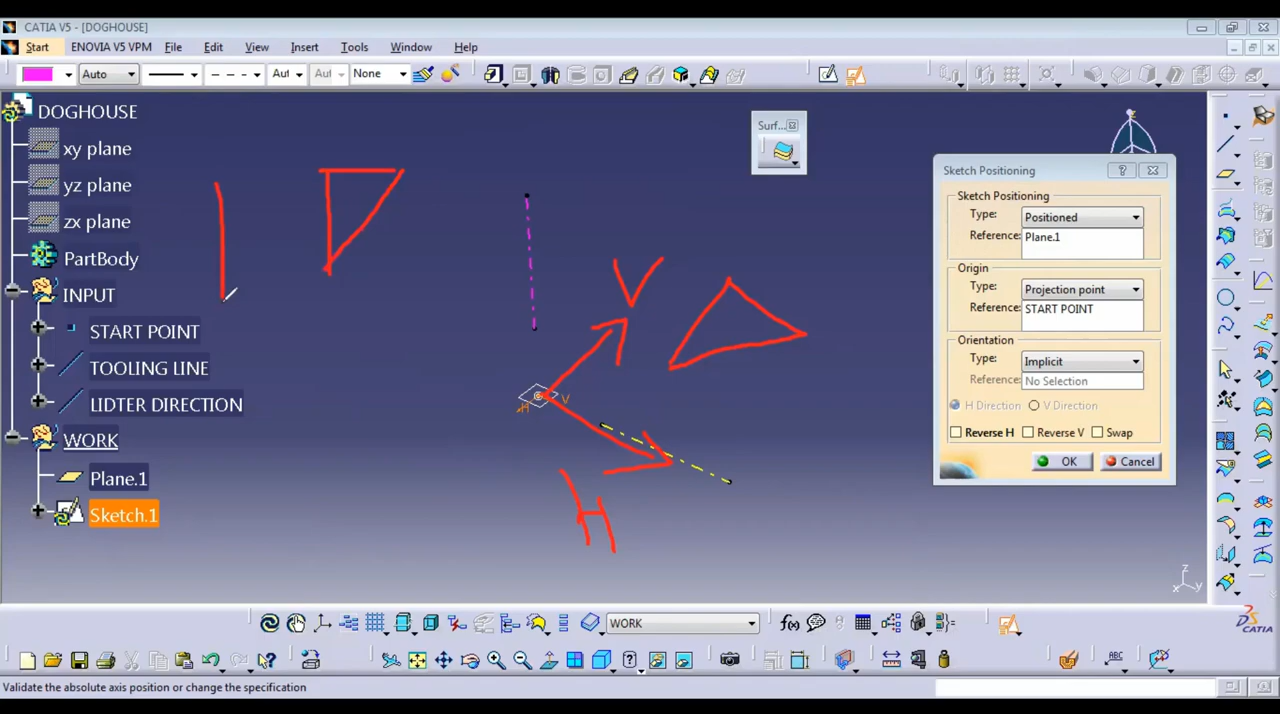 CATIA V5 - [DOGHOUSE]
Start ENOVIA V5 VPM File Edit View Insert Tools Window Help
Auto Aut Aut None
DOGHOUSE
xy plane
yz plane
zx plane
PartBody
INPUT
START POINT
TOOLING LINE
LIDTER DIRECTION
WORK
Plane.1
Sketch.1
Surf...
V
H
H V
Sketch Positioning
Sketch Positioning
Type: Positioned
Reference: Plane.1
Origin
Type: Projection point
Reference: START POINT
Orientation
Type: Implicit
Reference: No Selection
H Direction V Direction
Reverse H Reverse V Swap
OK Cancel
z
x y
WORK
f(x)
ABC
DS
CATIA
Validate the absolute axis position or change the specification